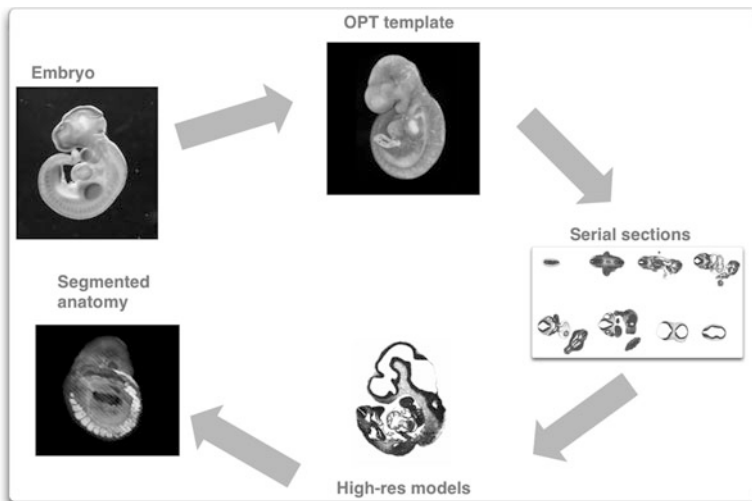 OPT template
Embryo
Serial sections
Segmented
anatomy
High-res models